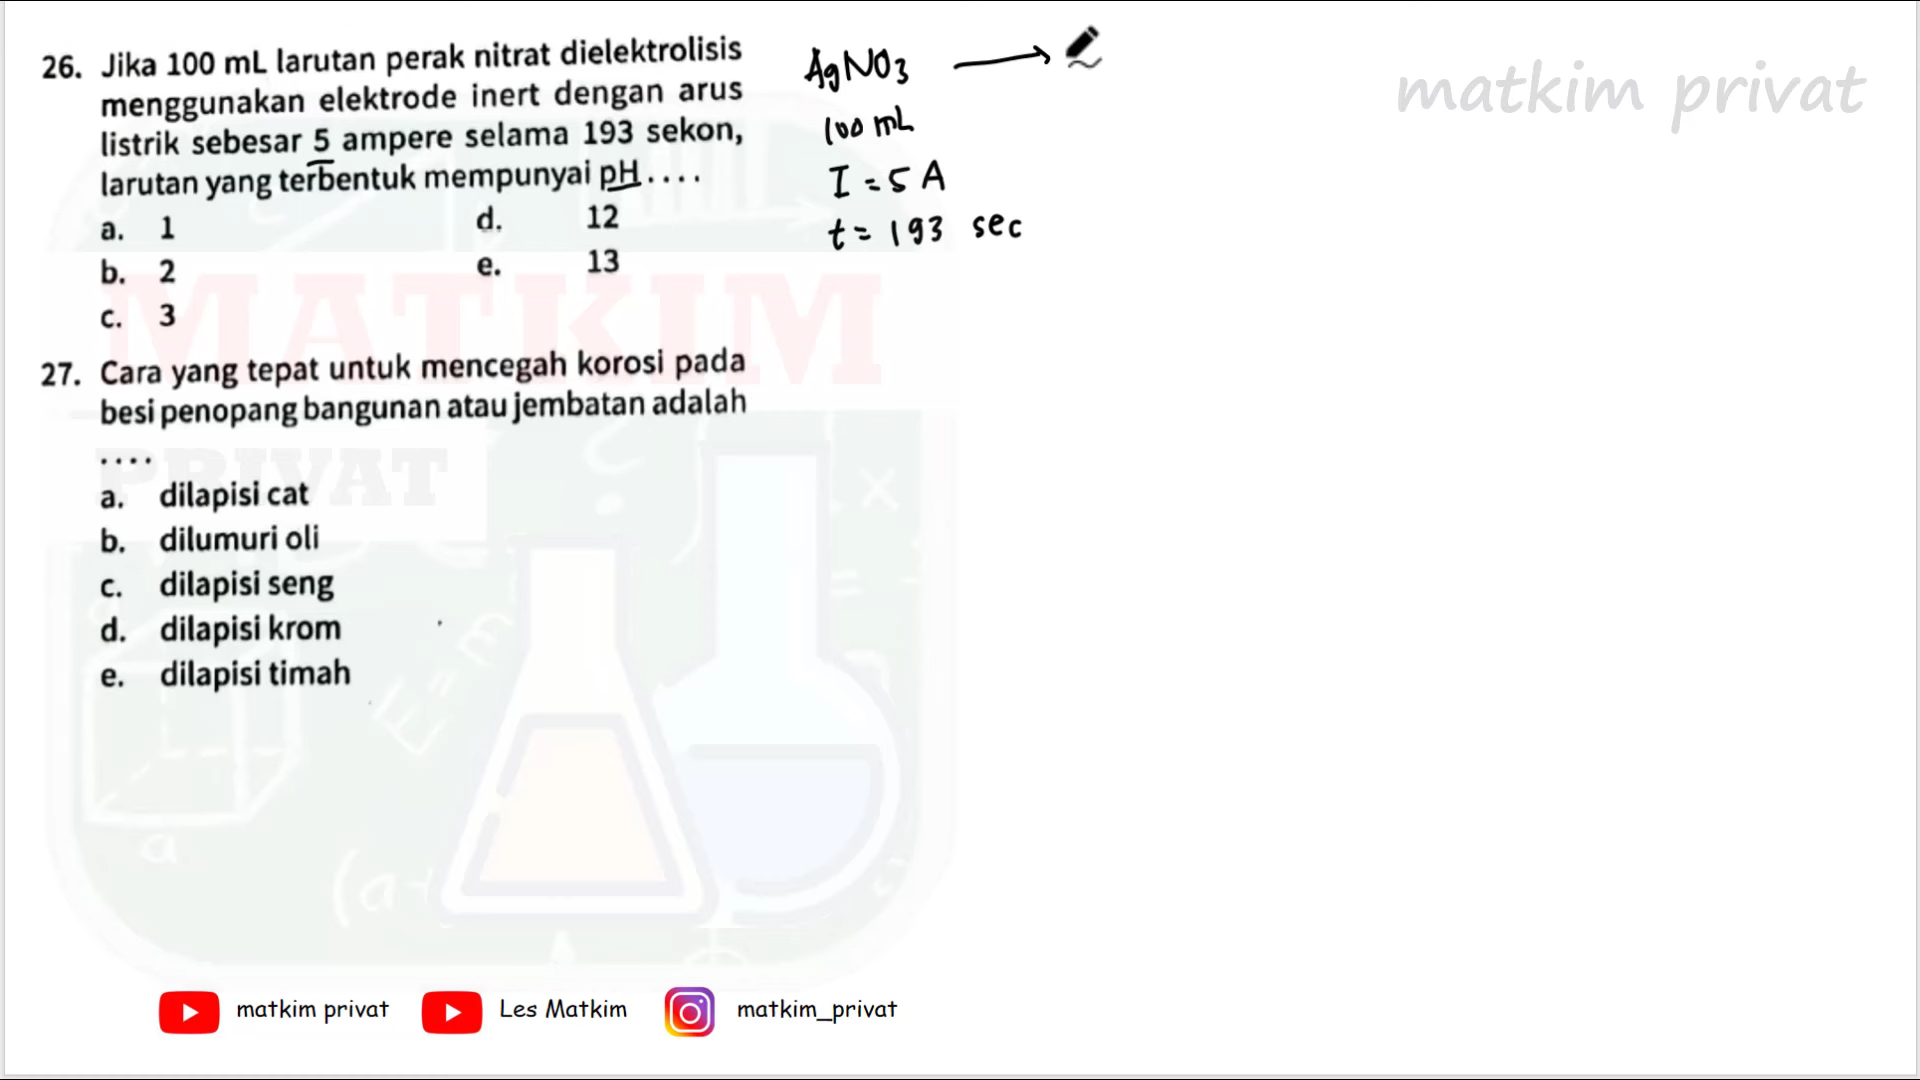 26. Jika 100 mL larutan perak nitrat dielektrolisis
menggunakan elektrode inert dengan arus
listrik sebesar 5 ampere selama 193 sekon,
larutan yang terbentuk mempunyai pH . . . .
a. 1
b. 2
c. 3
d. 12
e. 13
27. Cara yang tepat untuk mencegah korosi pada
besi penopang bangunan atau jembatan adalah
. . . .
a. dilapisi cat
b. dilumuri oli
c. dilapisi seng
d. dilapisi krom
e. dilapisi timah
AgNO3 →
100 mL
I = 5 A
t = 193 sec
matkim privat
MATKIM
PRIVAT
E=m
a
(a+
matkim privat
Les Matkim
matkim_privat